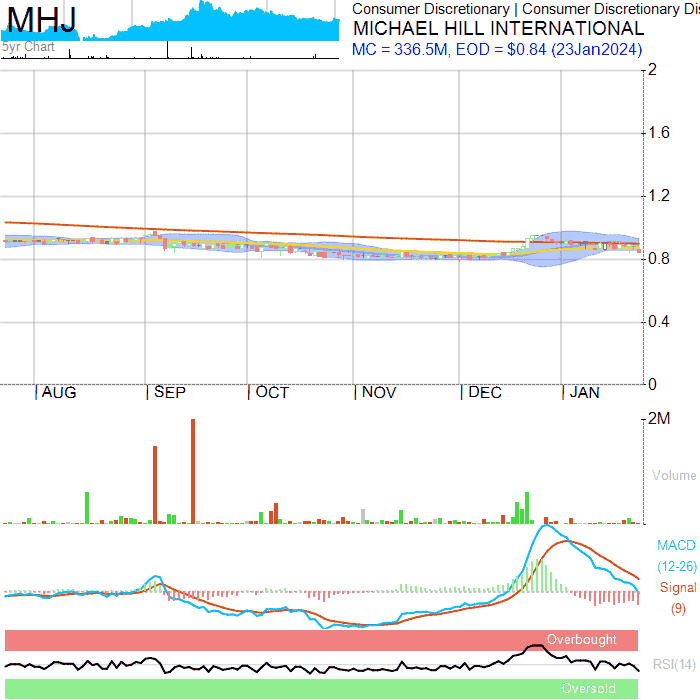 MHJ
5yr Chart
Consumer Discretionary | Consumer Discretionary Dis
MICHAEL HILL INTERNATIONAL
MC = 336.5M, EOD = $0.84 (23Jan2024)
2
1.6
1.2
0.8
0.4
0
AUG
SEP
OCT
NOV
DEC
JAN
2M
Volume
MACD
(12-26)
Signal
(9)
Overbought
RSI(14)
Oversold